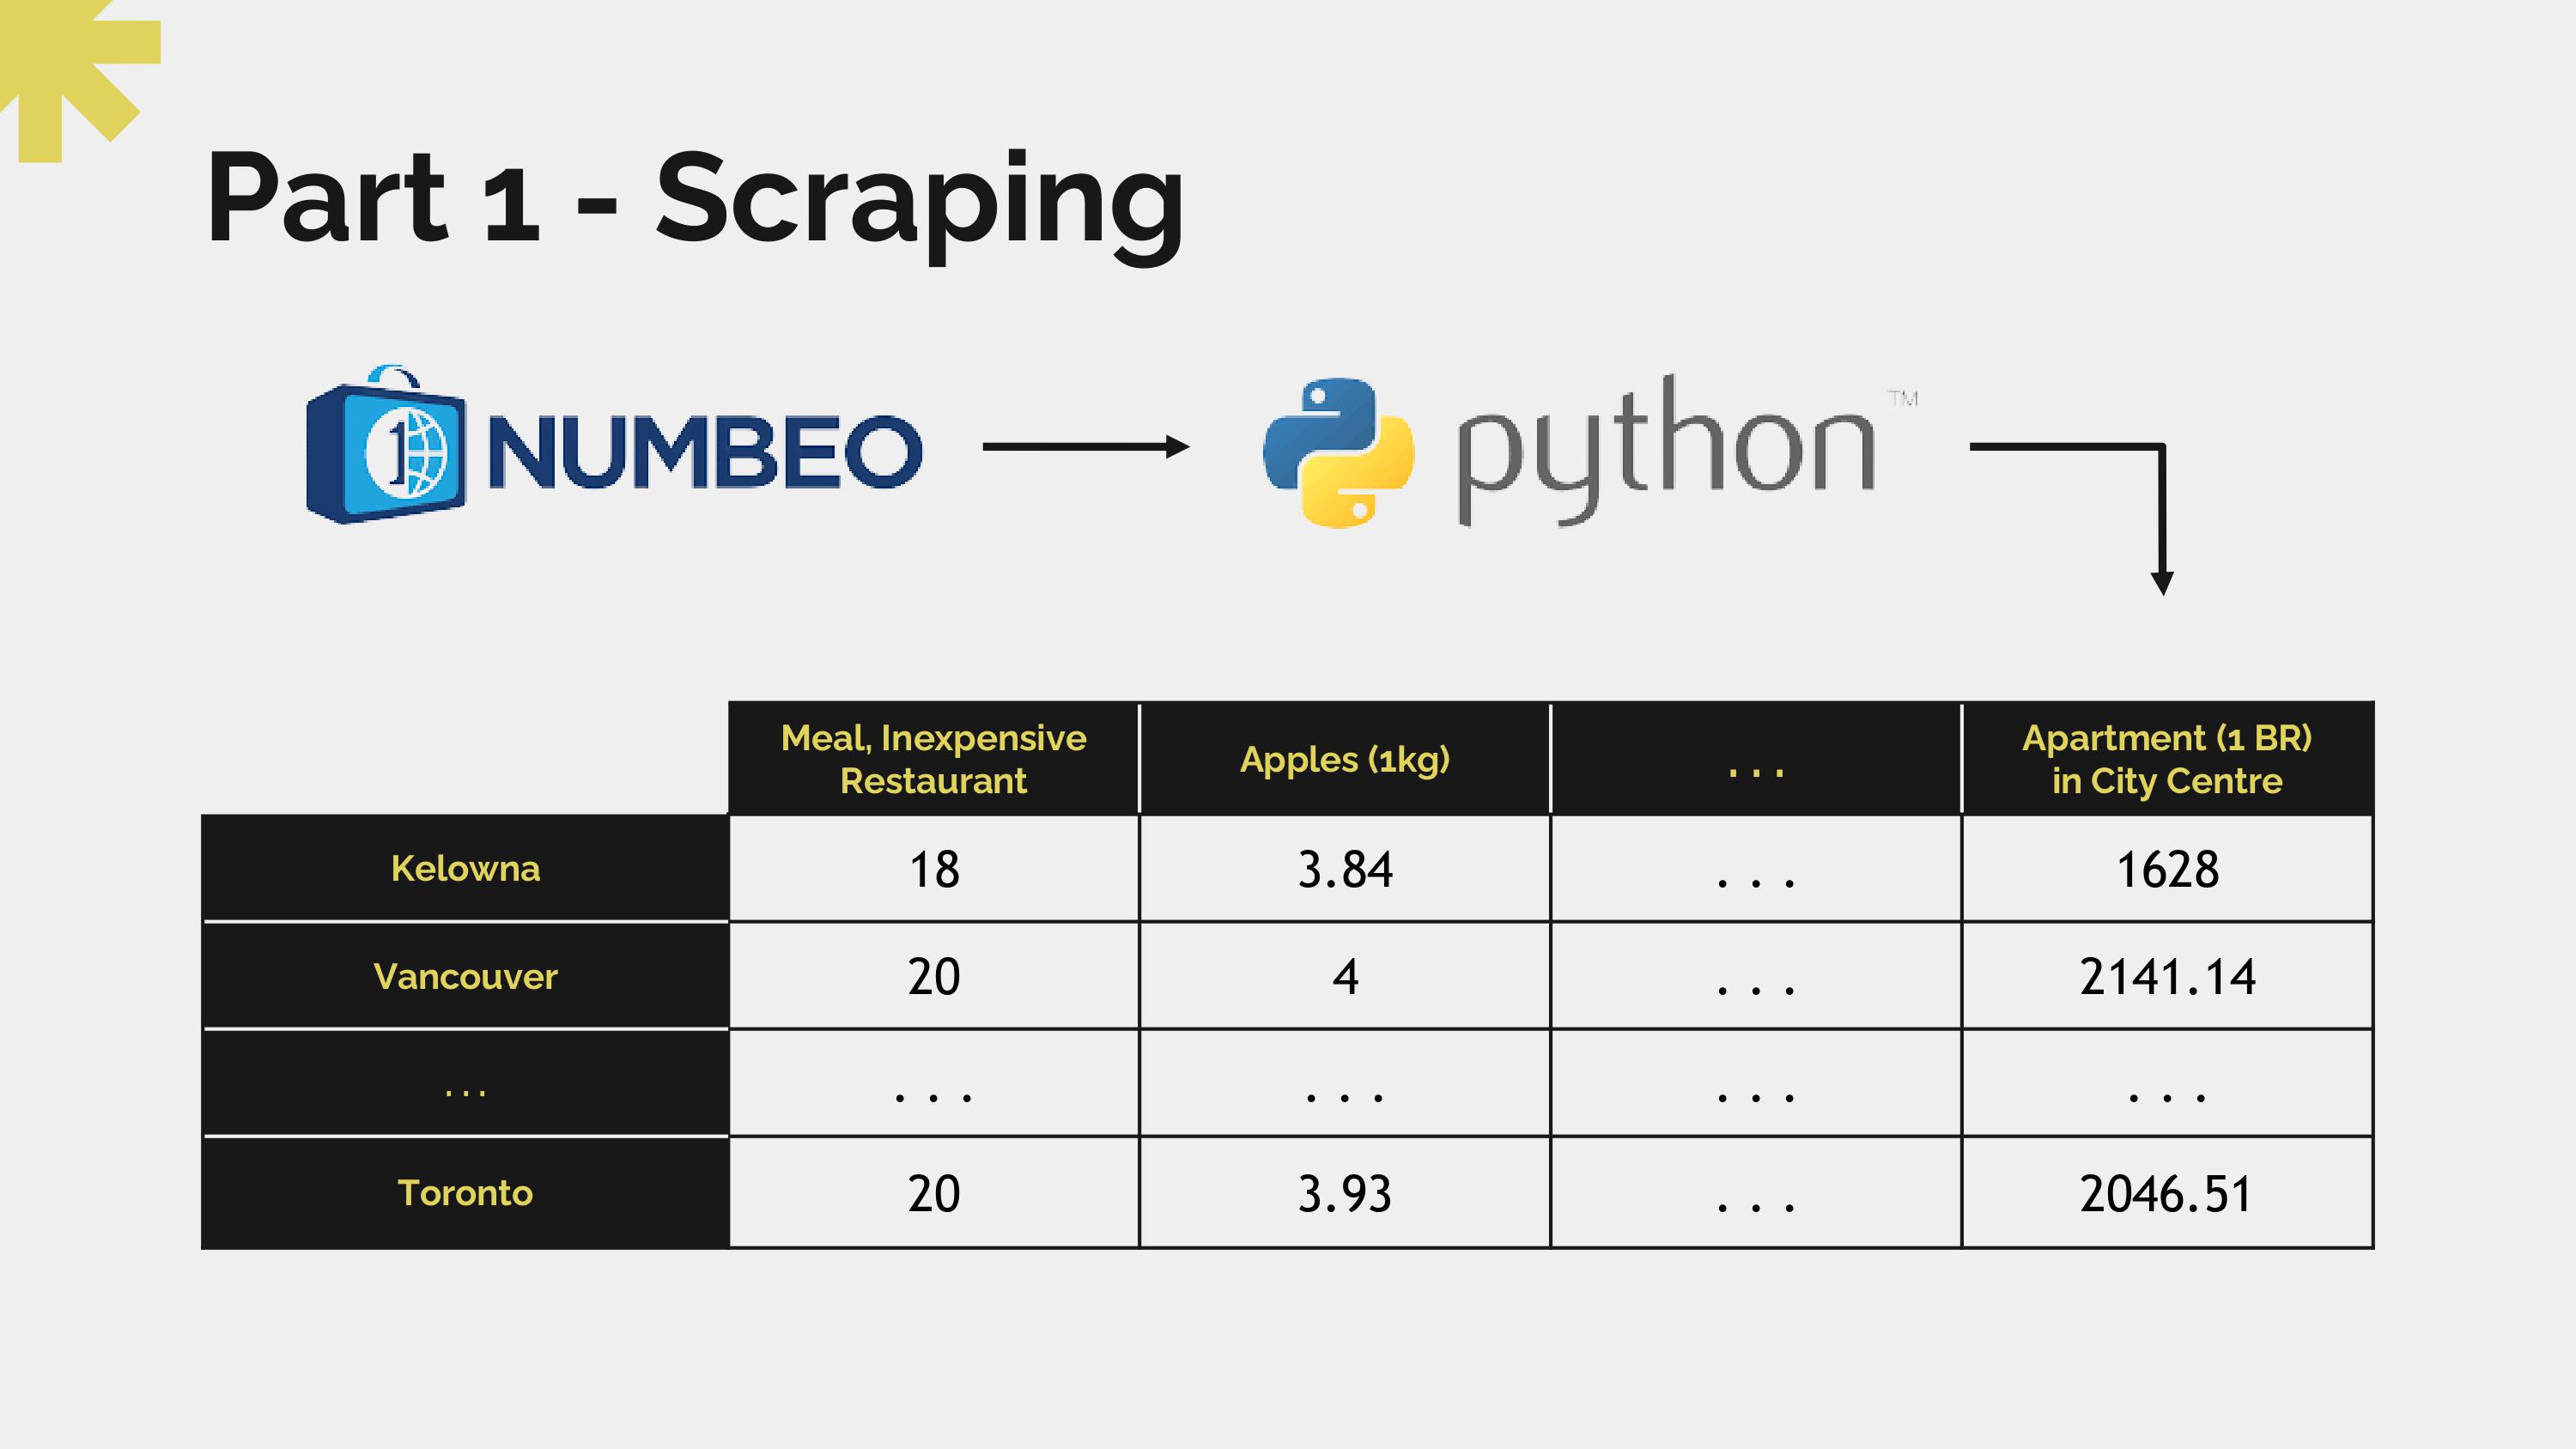 Part 1 - Scraping
NUMBEO
python™
Meal, Inexpensive
Restaurant
Apples (1kg)
...
Apartment (1 BR)
in City Centre
Kelowna
18
3.84
. . .
1628
Vancouver
20
4
. . .
2141.14
...
. . .
. . .
. . .
. . .
Toronto
20
3.93
. . .
2046.51